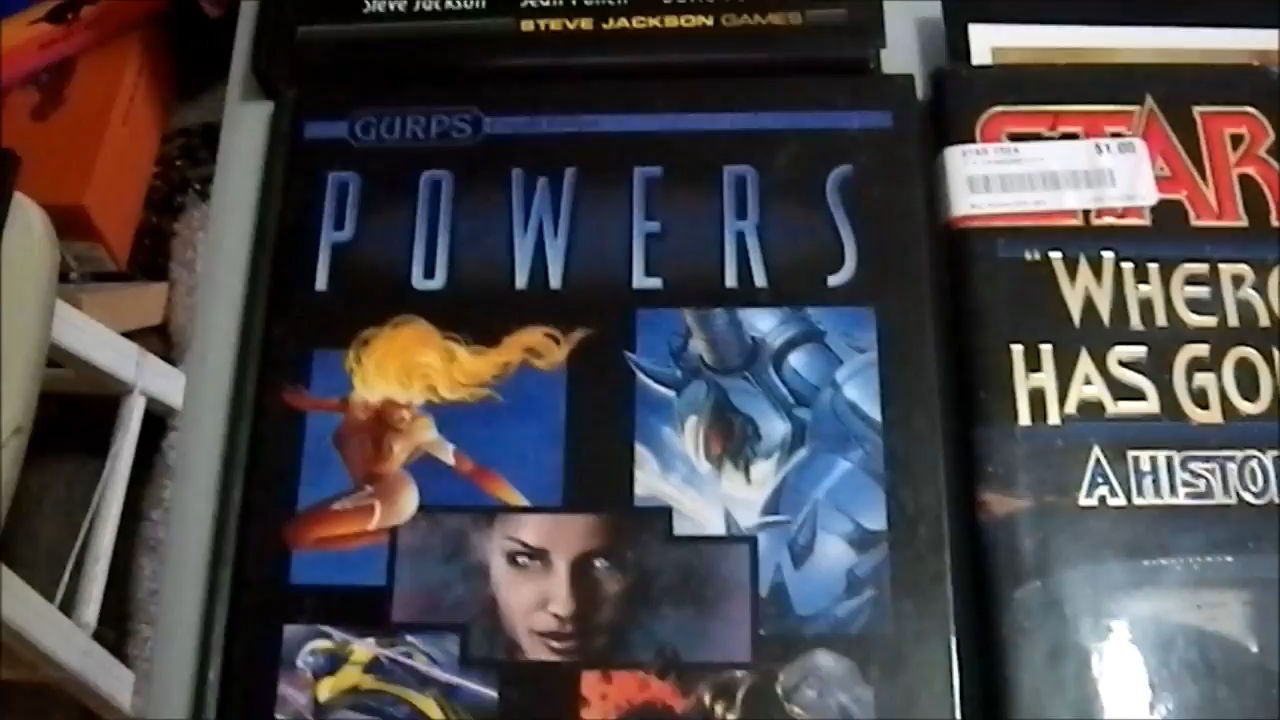 Steve Jackson
STEVE JACKSON GAMES
GURPS
POWERS
STAR
$1.00
"WHERE
HAS GO
A HISTO